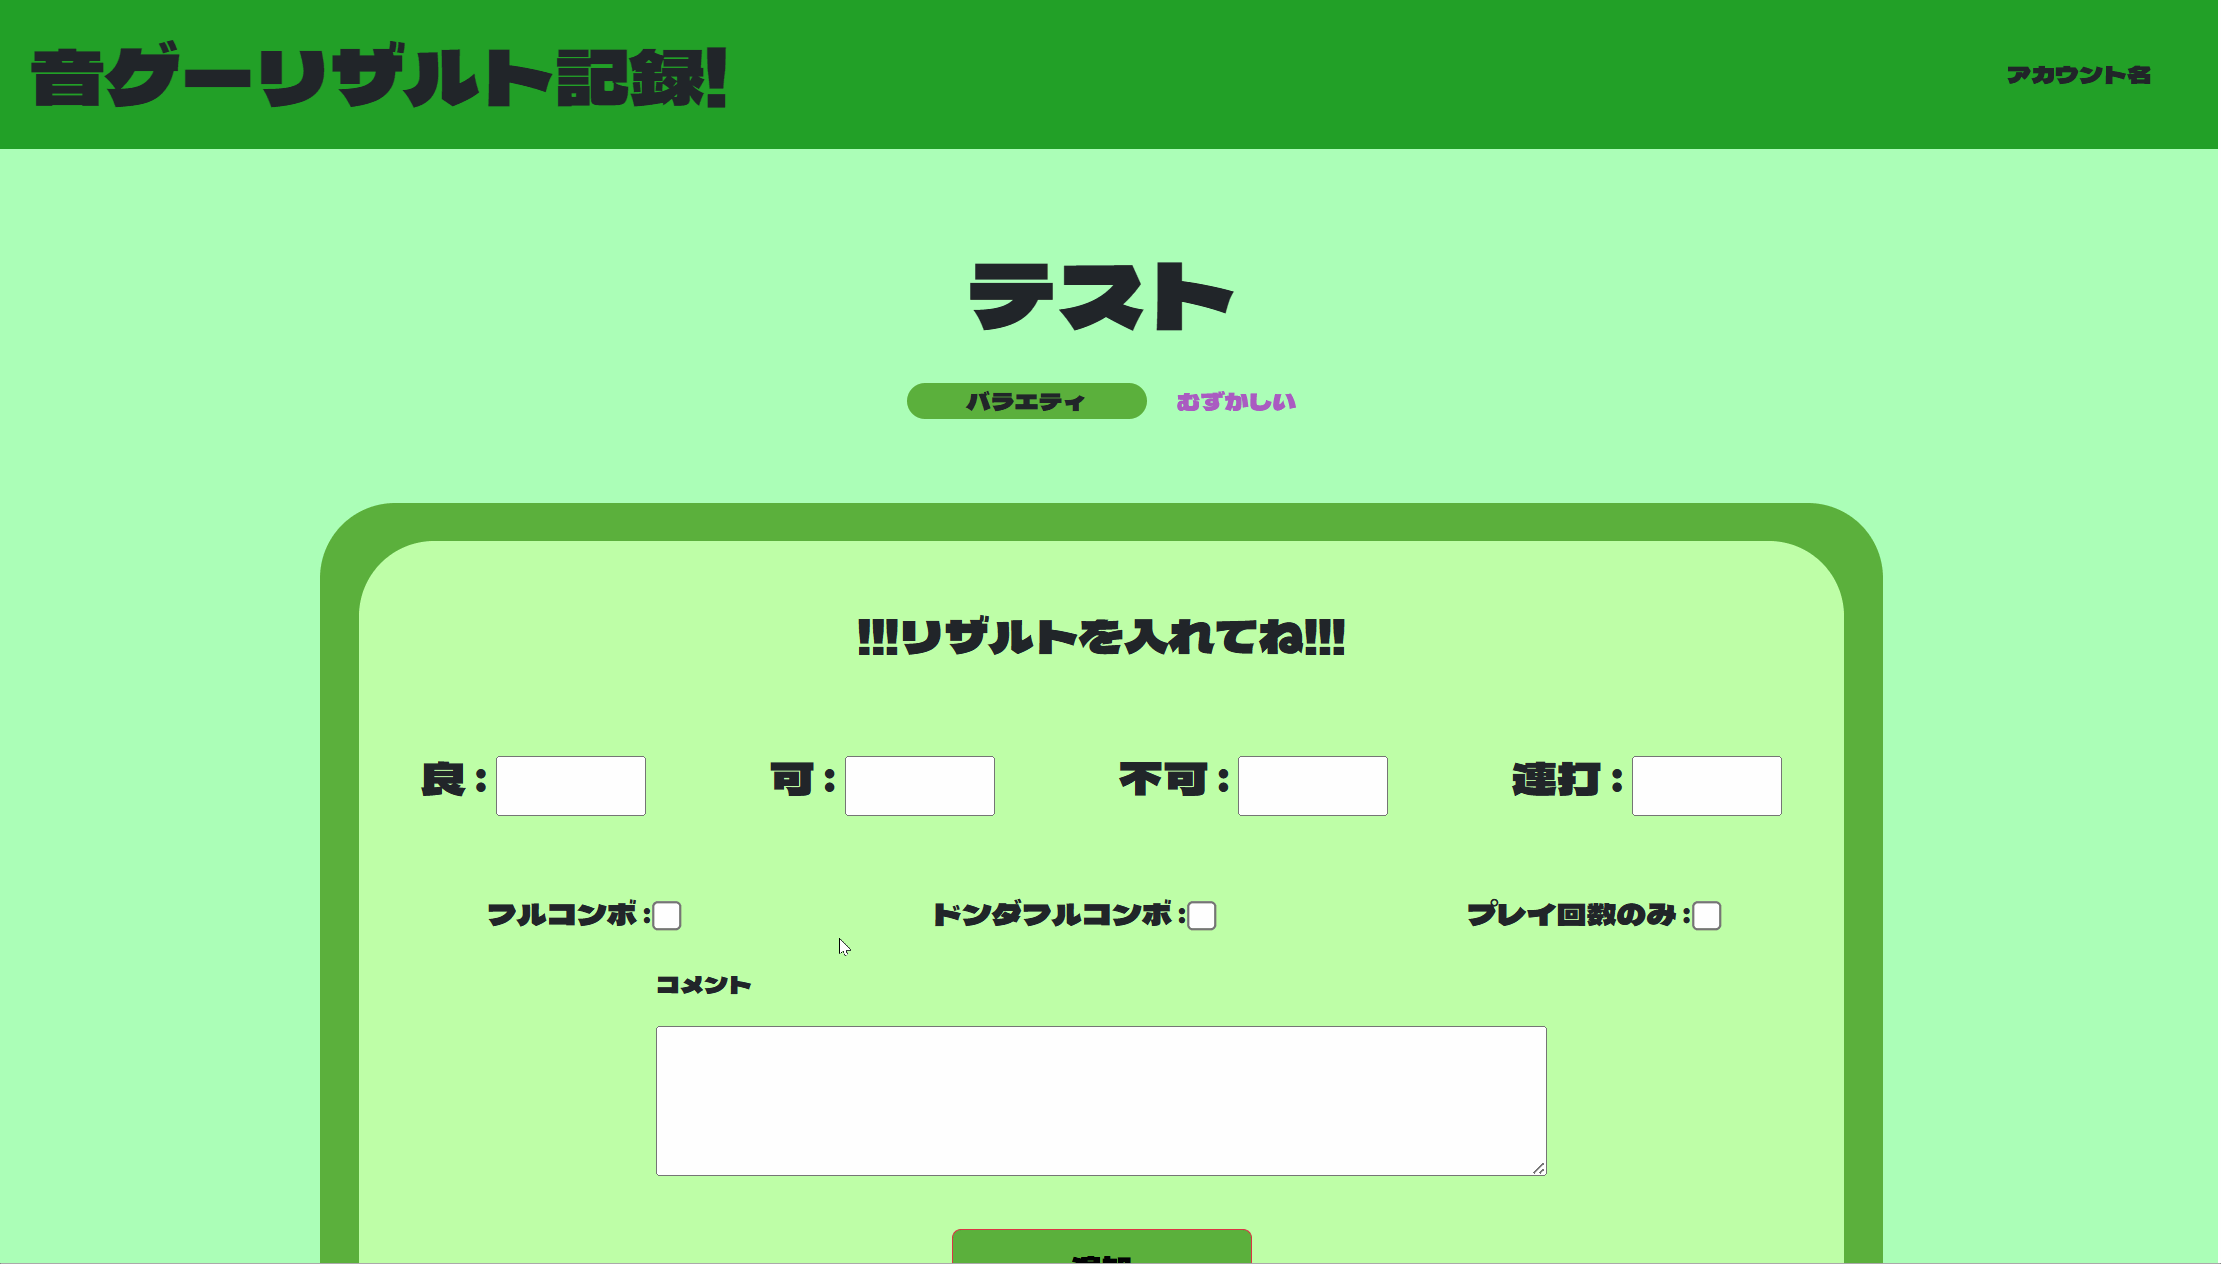 音ゲーリザルト記録!
アカウント名
テスト
バラエティ むずかしい
!!!リザルトを入れてね!!!
良: 可: 不可: 連打:
フルコンボ: ドンダフルコンボ: プレイ回数のみ:
コメント
追加